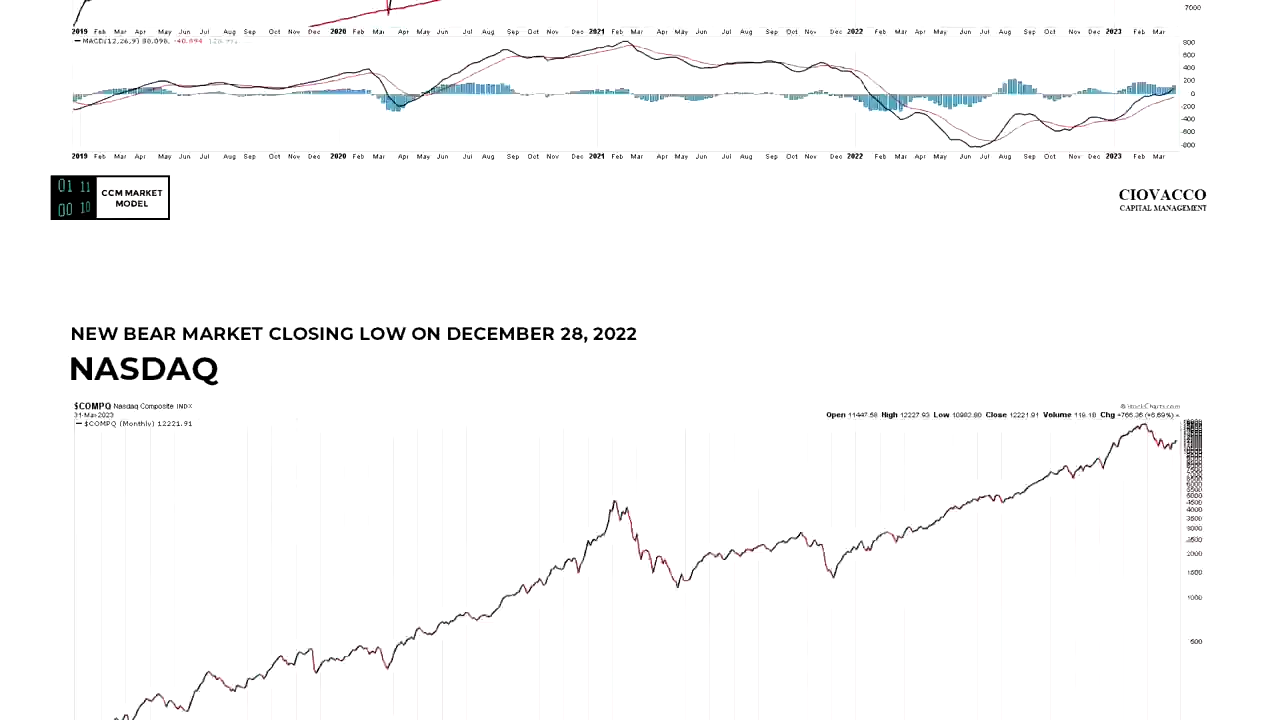 7000
2019 Feb Mar Apr May Jun Jul Aug Sep Oct Nov Dec 2020 Feb Mar Apr May Jun Jul Aug Sep Oct Nov Dec 2021 Feb Mar Apr May Jun Jul Aug Sep Oct Nov Dec 2022 Feb Mar Apr May Jun Jul Aug Sep Oct Nov Dec 2023 Feb Mar
MACD(12,26,9)
800
600
400
200
0
-200
-400
-600
-800
2019 Feb Mar Apr May Jun Jul Aug Sep Oct Nov Dec 2020 Feb Mar Apr May Jun Jul Aug Sep Oct Nov Dec 2021 Feb Mar Apr May Jun Jul Aug Sep Oct Nov Dec 2022 Feb Mar Apr May Jun Jul Aug Sep Oct Nov Dec 2023 Feb Mar
01 11
00 10
CCM MARKET
MODEL
CIOVACCO
CAPITAL MANAGEMENT
NEW BEAR MARKET CLOSING LOW ON DECEMBER 28, 2022
NASDAQ
$COMPQ Nasdaq Composite INDX
© StockCharts.com
31-Mar-2023
Open 11447.58 High 12227.93 Low 10982.80 Close 12221.91 Volume 119.1B Chg +766.36 (+6.69%)
$COMPQ (Monthly) 12221.91
5000
4500
4000
3500
3000
2500
2000
1500
1000
500